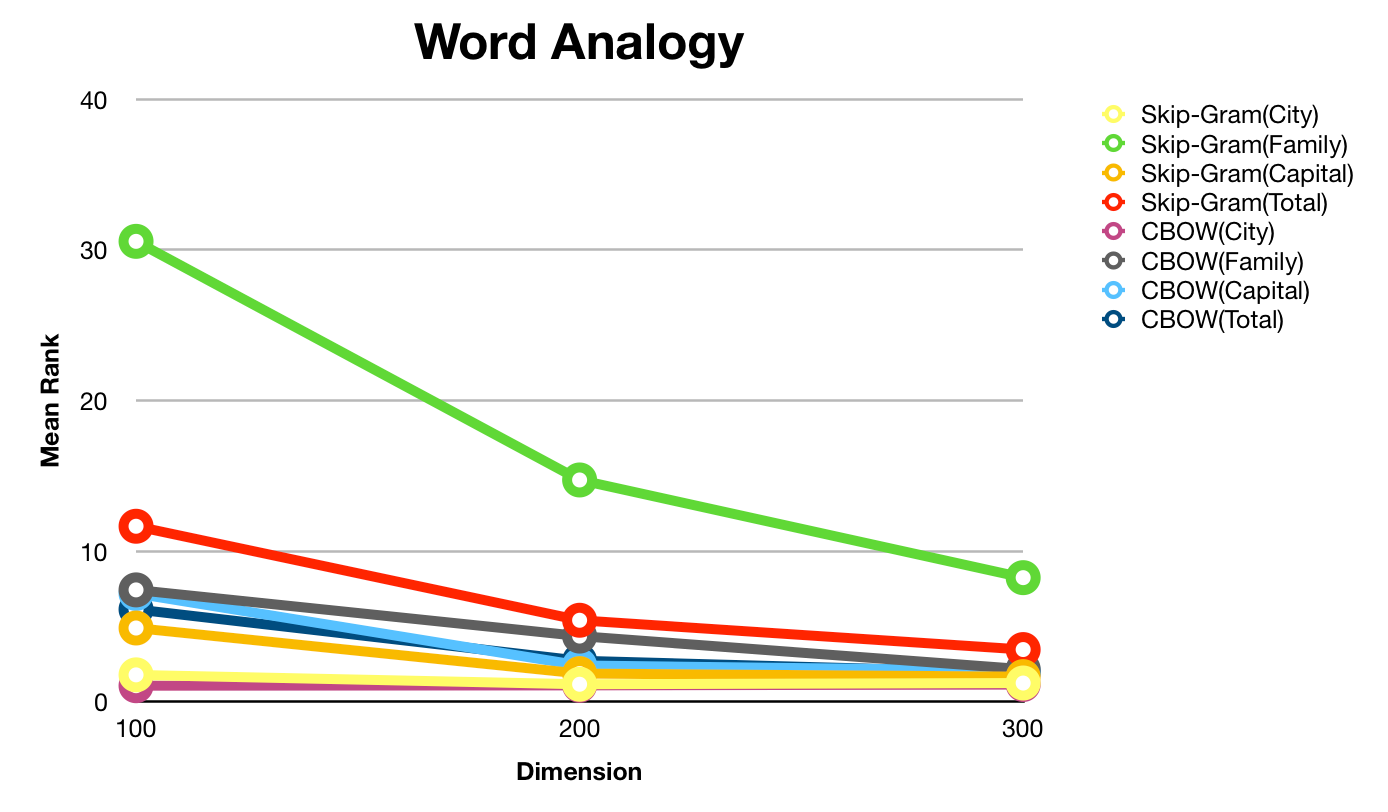 Word Analogy
40
30
20
10
0
Mean Rank
100
200
300
Dimension
Skip-Gram(City)
Skip-Gram(Family)
Skip-Gram(Capital)
Skip-Gram(Total)
CBOW(City)
CBOW(Family)
CBOW(Capital)
CBOW(Total)